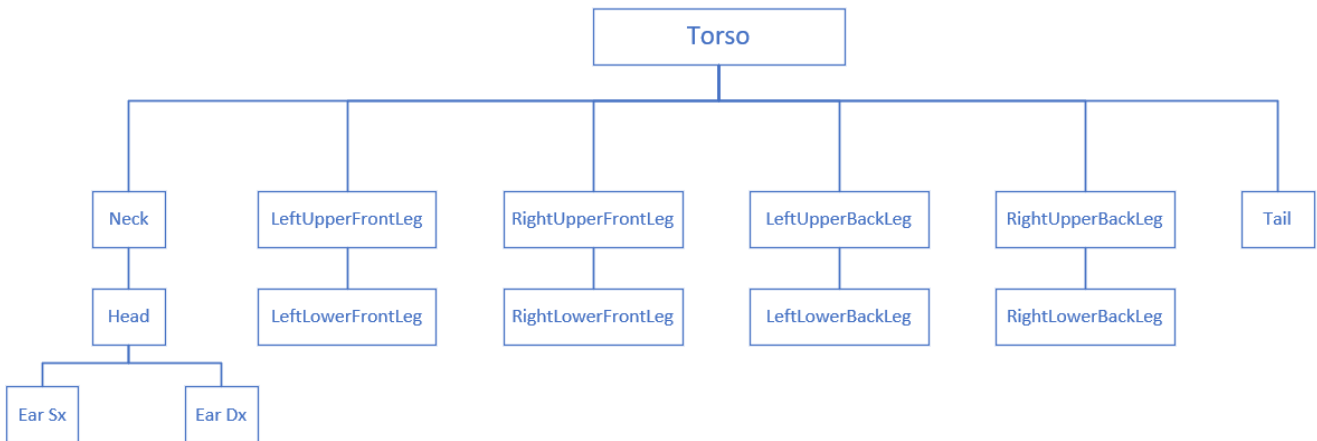 Torso
Neck
LeftUpperFrontLeg
RightUpperFrontLeg
LeftUpperBackLeg
RightUpperBackLeg
Tail
Head
LeftLowerFrontLeg
RightLowerFrontLeg
LeftLowerBackLeg
RightLowerBackLeg
Ear Sx
Ear Dx